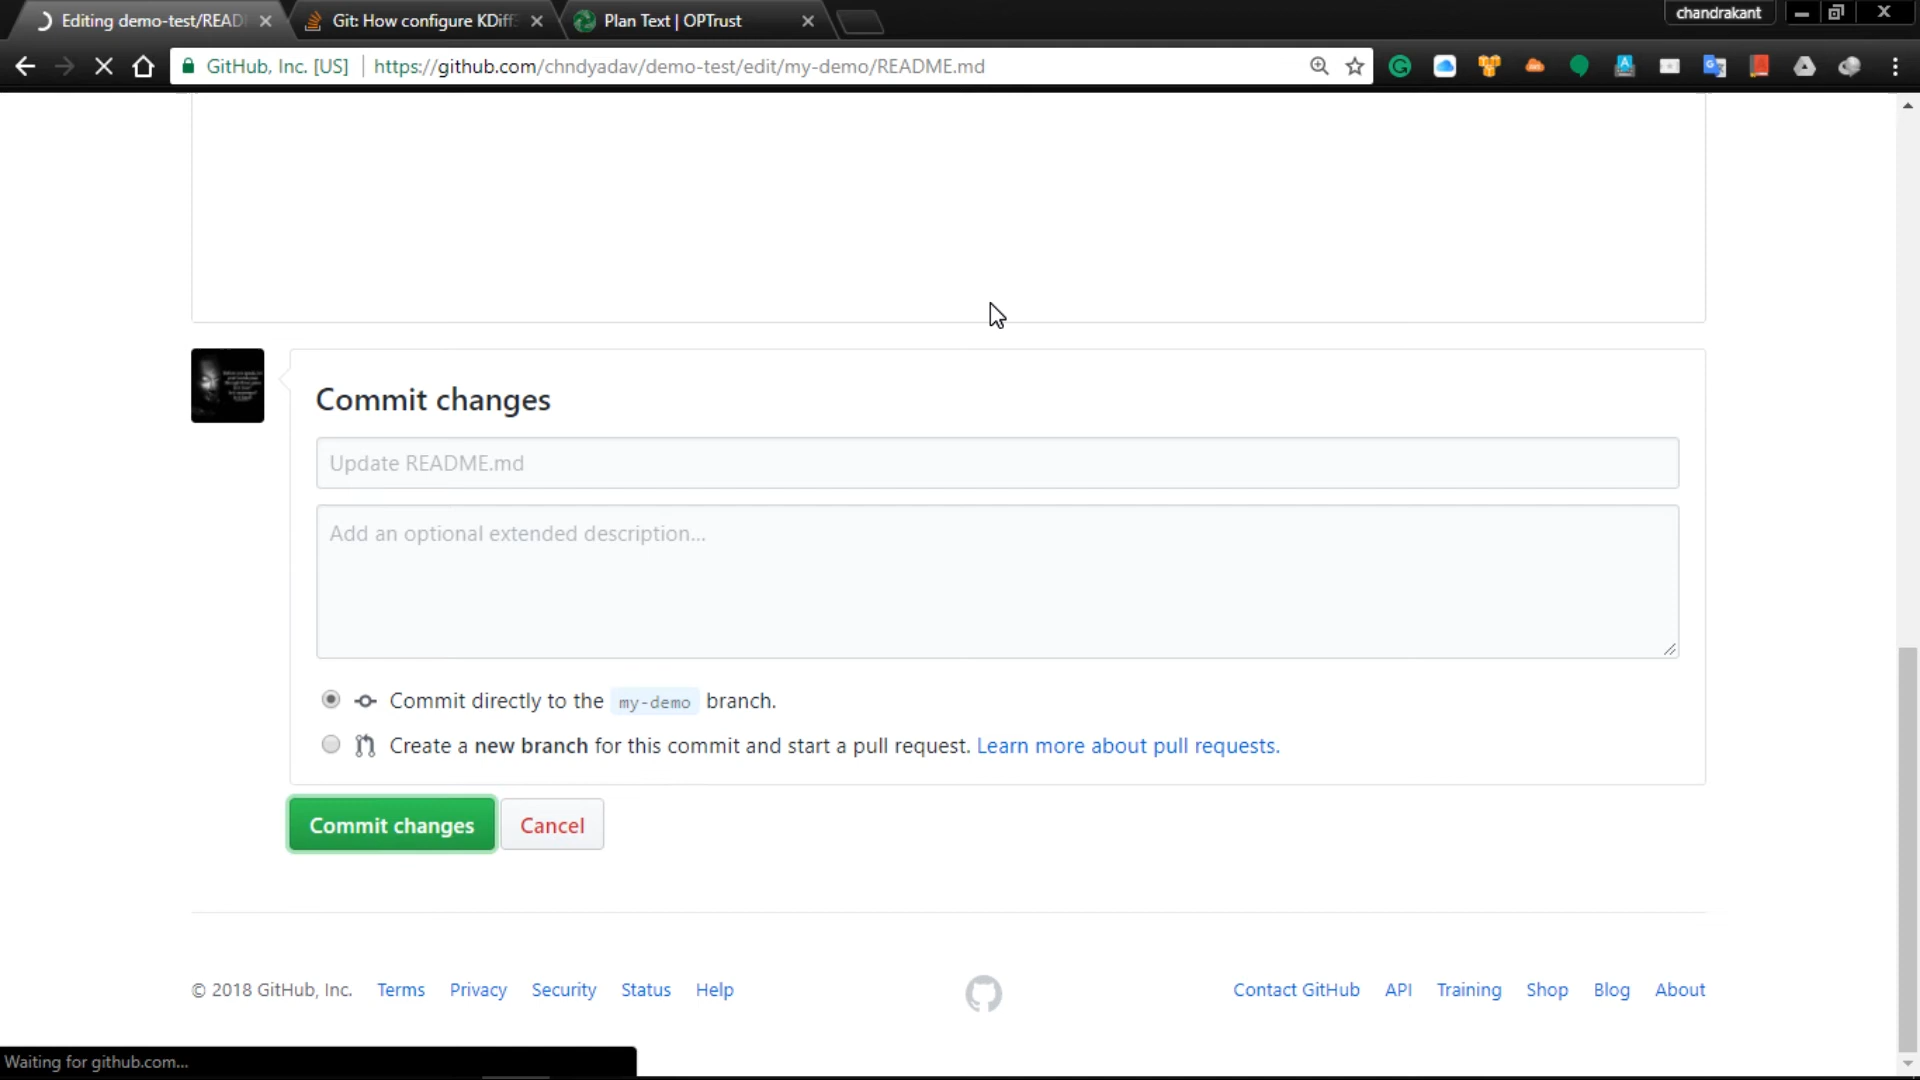 Editing demo-test/READ
Git: How configure KDiff3
Plan Text | OPTrust
chandrakant
GitHub, Inc. [US]
https://github.com/chndyadav/demo-test/edit/my-demo/README.md
Commit changes
Update README.md
Add an optional extended description...
Commit directly to the my-demo branch.
Create a new branch for this commit and start a pull request. Learn more about pull requests.
Commit changes
Cancel
© 2018 GitHub, Inc. Terms Privacy Security Status Help Contact GitHub API Training Shop Blog About
Waiting for github.com...